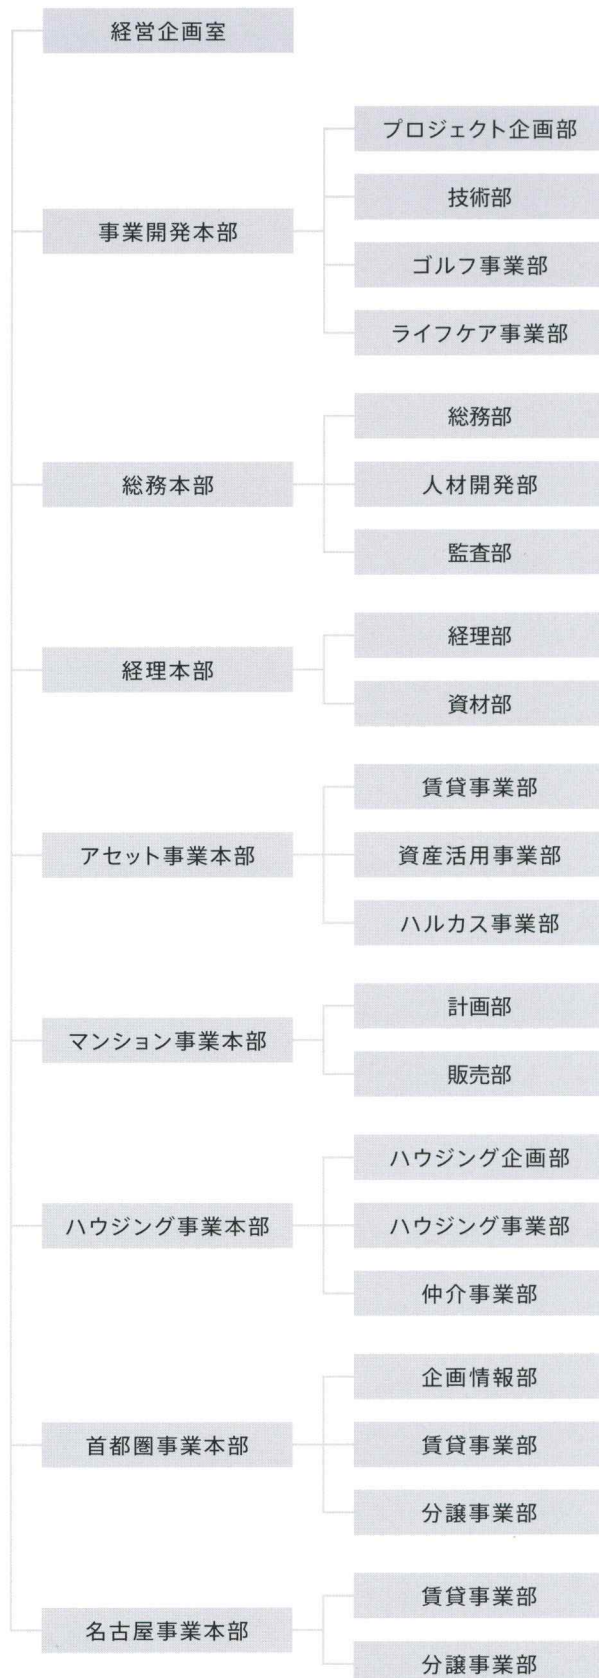 経営企画室
事業開発本部
プロジェクト企画部
技術部
ゴルフ事業部
ライフケア事業部
総務本部
総務部
人材開発部
監査部
経理本部
経理部
資材部
アセット事業本部
賃貸事業部
資産活用事業部
ハルカス事業部
マンション事業本部
計画部
販売部
ハウジング事業本部
ハウジング企画部
ハウジング事業部
仲介事業部
首都圏事業本部
企画情報部
賃貸事業部
分譲事業部
名古屋事業本部
賃貸事業部
分譲事業部